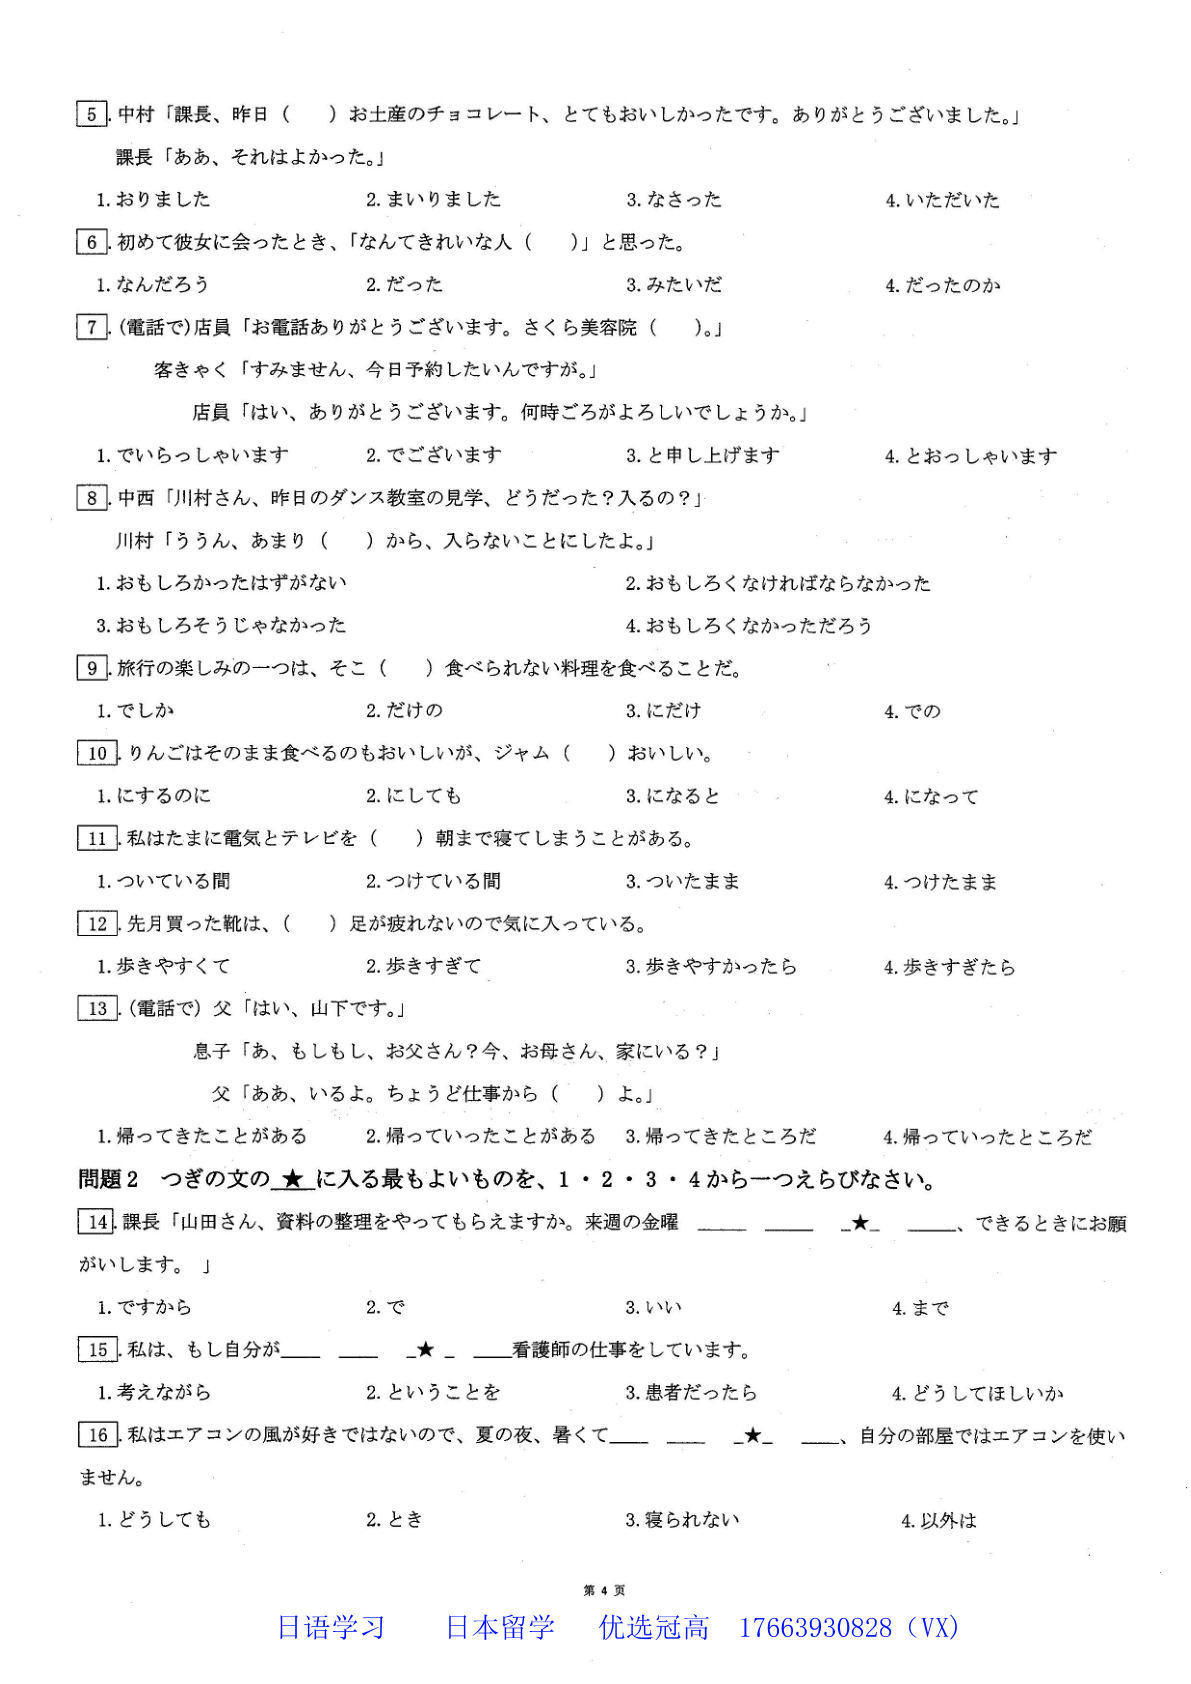 5.中村「課長、昨日（　　）お土産のチョコレート、とてもおいしかったです。ありがとうございました。」
課長「ああ、それはよかった。」
1.おりました 2.まいりました 3.なさった 4.いただいた
6.初めて彼女に会ったとき、「なんてきれいな人（　　）」と思った。
1.なんだろう 2.だった 3.みたいだ 4.だったのか
7.(電話で)店員「お電話ありがとうございます。さくら美容院（　　）。」
客きゃく「すみません、今日予約したいんですが。」
店員「はい、ありがとうございます。何時ごろがよろしいでしょうか。」
1.でいらっしゃいます 2.でございます 3.と申し上げます 4.とおっしゃいます
8.中西「川村さん、昨日のダンス教室の見学、どうだった？入るの？」
川村「ううん、あまり（　　）から、入らないことにしたよ。」
1.おもしろかったはずがない 2.おもしろくなければならなかった
3.おもしろそうじゃなかった 4.おもしろくなかっただろう
9.旅行の楽しみの一つは、そこ（　　）食べられない料理を食べることだ。
1.でしか 2.だけの 3.にだけ 4.での
10.りんごはそのまま食べるのもおいしいが、ジャム（　　）おいしい。
1.にするのに 2.にしても 3.になると 4.になって
11.私はたまに電気とテレビを（　　）朝まで寝てしまうことがある。
1.ついている間 2.つけている間 3.ついたまま 4.つけたまま
12.先月買った靴は、（　　）足が疲れないので気に入っている。
1.歩きやすくて 2.歩きすぎて 3.歩きやすかったら 4.歩きすぎたら
13.(電話で）父「はい、山下です。」
息子「あ、もしもし、お父さん？今、お母さん、家にいる？」
父「ああ、いるよ。ちょうど仕事から（　　）よ。」
1.帰ってきたことがある 2.帰っていったことがある 3.帰ってきたところだ 4.帰っていったところだ
問題2　つぎの文の_★_に入る最もよいものを、1・2・3・4から一つえらびなさい。
14.課長「山田さん、資料の整理をやってもらえますか。来週の金曜 ____ ____ _★_ ____、できるときにお願
がいします。 」
1.ですから 2.で 3.いい 4.まで
15.私は、もし自分が____ ____ _★_ ____看護師の仕事をしています。
1.考えながら 2.ということを 3.患者だったら 4.どうしてほしいか
16.私はエアコンの風が好きではないので、夏の夜、暑くて____ ____ _★_ ____、自分の部屋ではエアコンを使い
ません。
1.どうしても 2.とき 3.寝られない 4.以外は
第 4 页
日语学习 日本留学 优选冠高 17663930828（VX)